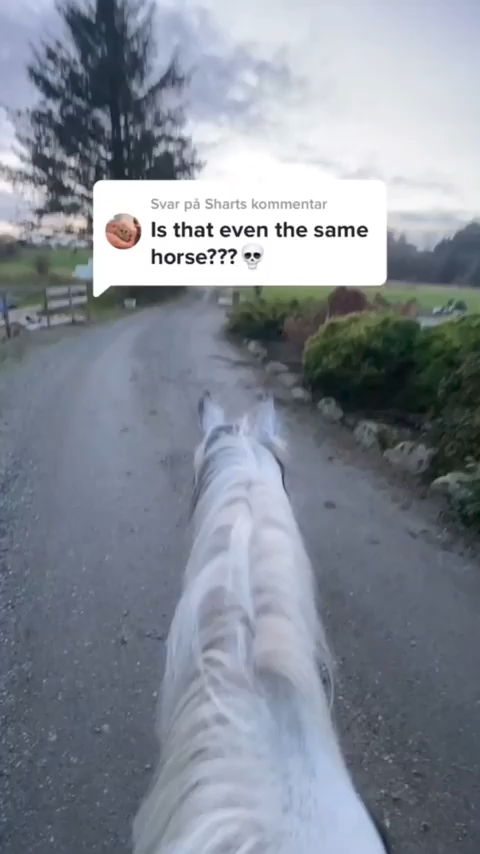 Svar på Sharts kommentar
Is that even the same
horse???💀